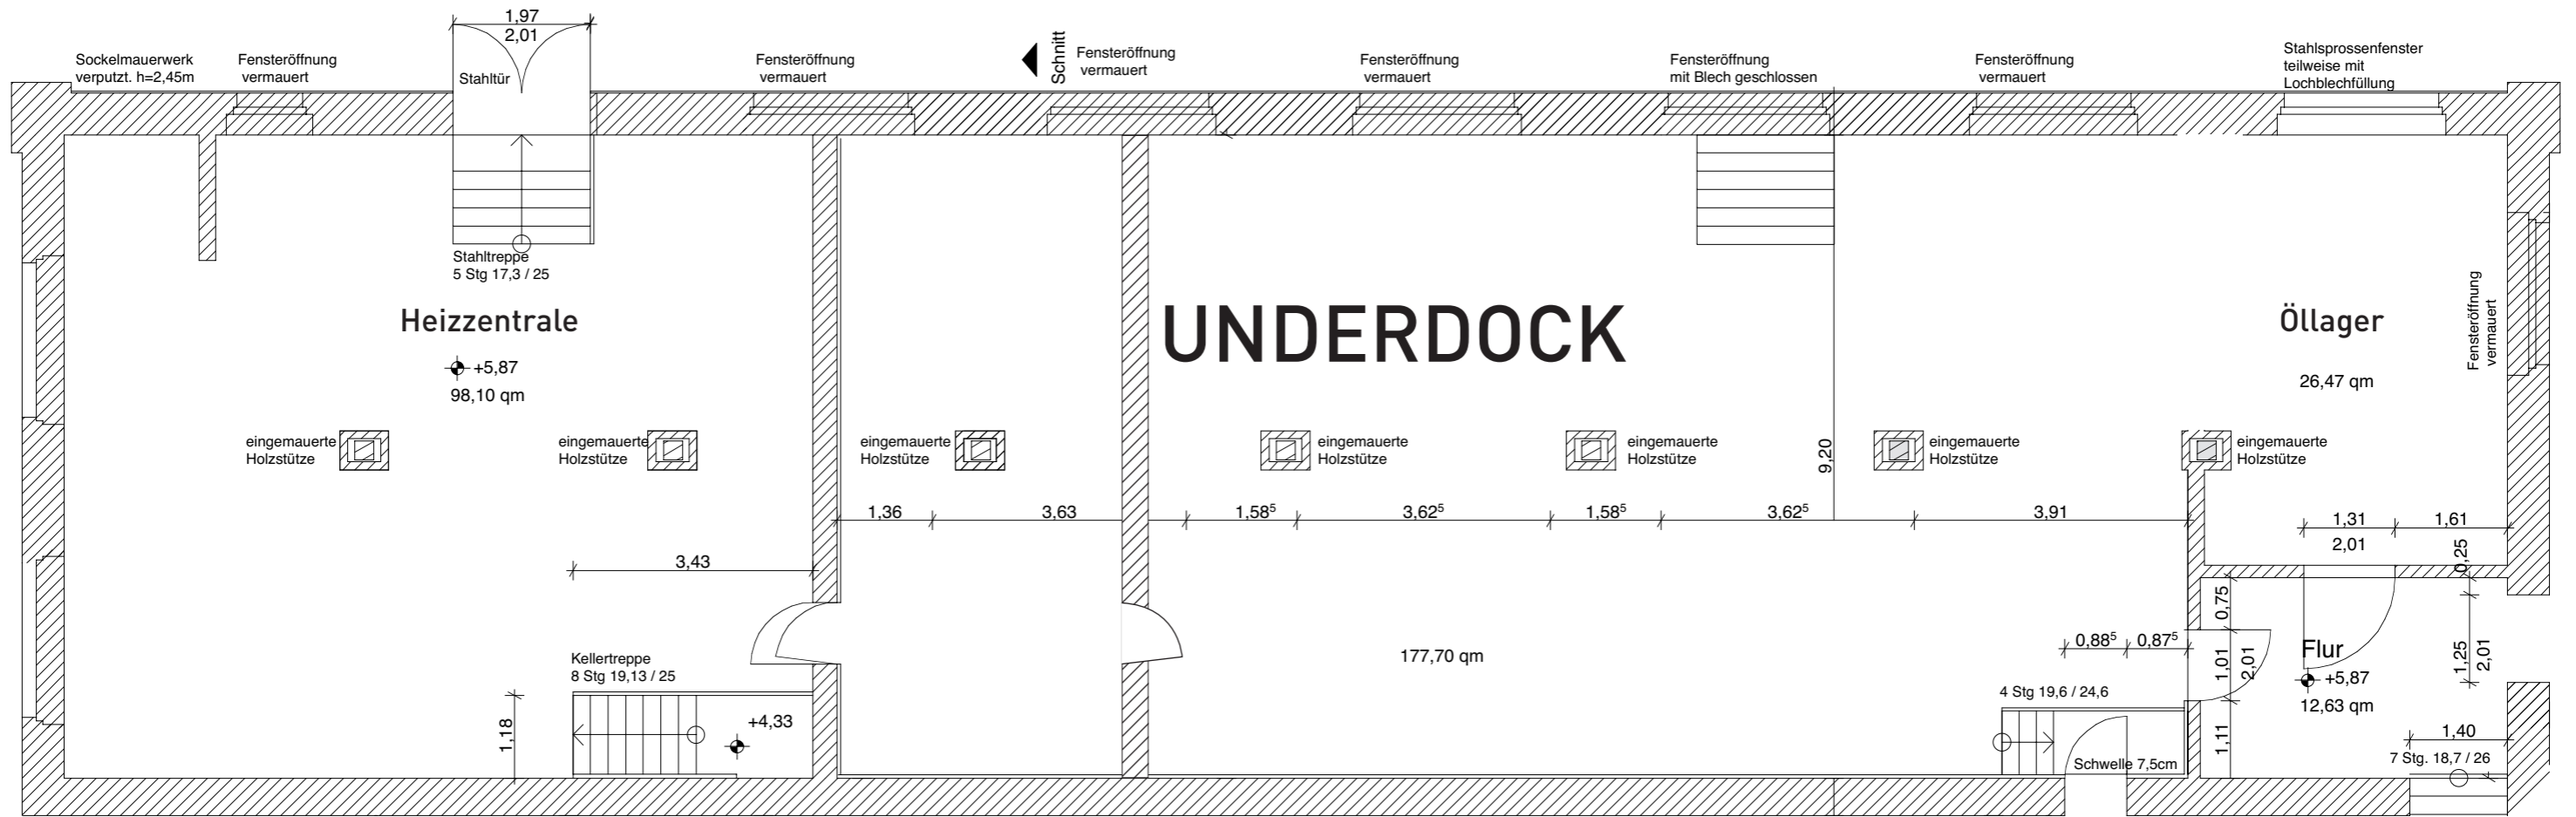 1,97
2,01
Sockelmauerwerk
verputzt. h=2,45m
Fensteröffnung
vermauert
Stahltür
Fensteröffnung
vermauert
Schnitt
Fensteröffnung
vermauert
Fensteröffnung
vermauert
Fensteröffnung
mit Blech geschlossen
Fensteröffnung
vermauert
Stahlsprossenfenster
teilweise mit
Lochblechfüllung
Stahltreppe
5 Stg 17,3 / 25
Heizzentrale
+5,87
98,10 qm
UNDERDOCK
Öllager
26,47 qm
Fensteröffnung
vermauert
eingemauerte
Holzstütze
eingemauerte
Holzstütze
eingemauerte
Holzstütze
eingemauerte
Holzstütze
eingemauerte
Holzstütze
eingemauerte
Holzstütze
eingemauerte
Holzstütze
9,20
1,36
3,63
1,58⁵
3,62⁵
1,58⁵
3,62⁵
3,91
1,31
2,01
1,61
0,25
3,43
Kellertreppe
8 Stg 19,13 / 25
1,18
+4,33
177,70 qm
0,88⁵
0,87⁵
0,75
1,01
2,01
1,11
4 Stg 19,6 / 24,6
Schwelle 7,5cm
Flur
+5,87
12,63 qm
1,25
2,01
1,40
7 Stg. 18,7 / 26